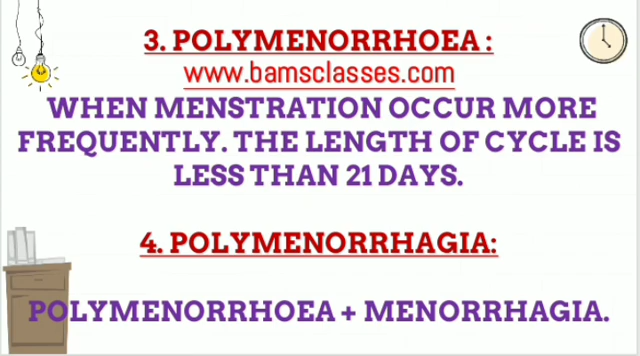 3. POLYMENORRHOEA :
www.bamsclasses.com
WHEN MENSTRATION OCCUR MORE
FREQUENTLY. THE LENGTH OF CYCLE IS
LESS THAN 21 DAYS.
4. POLYMENORRHAGIA:
POLYMENORRHOEA + MENORRHAGIA.